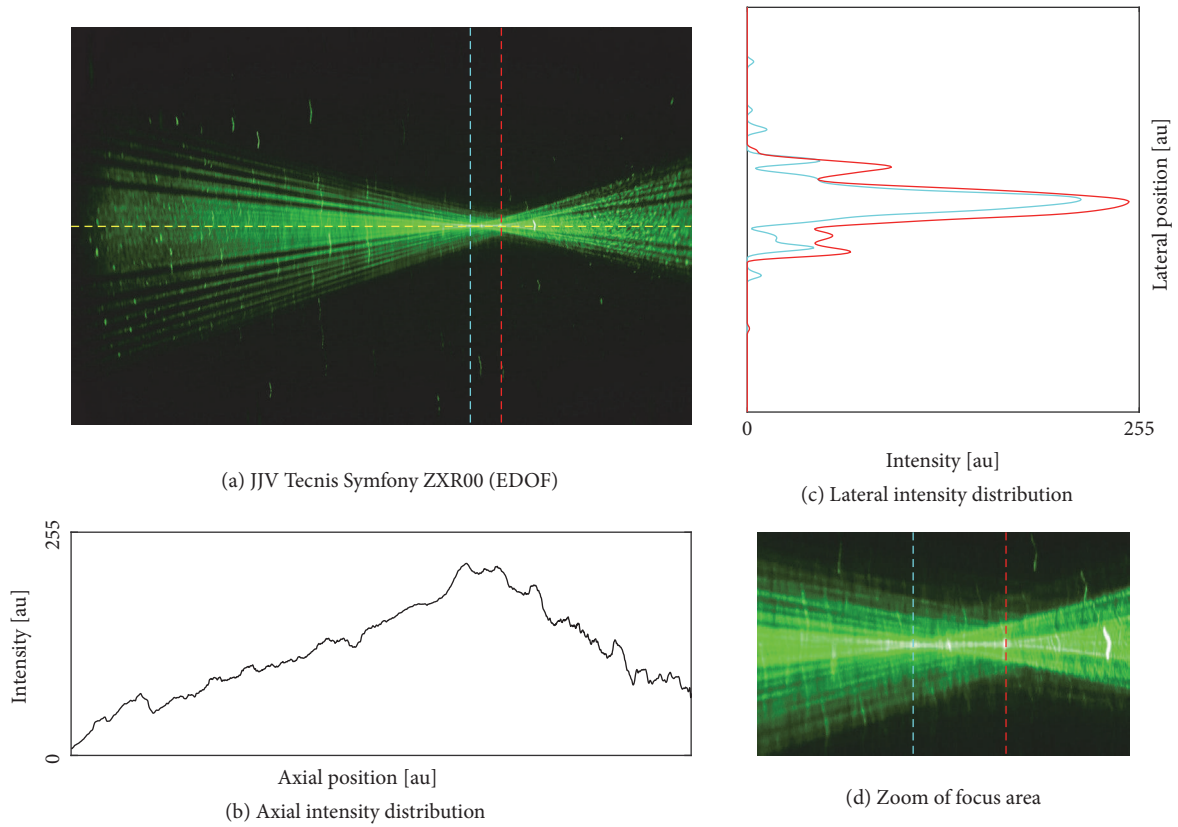 (a) JJV Tecnis Symfony ZXR00 (EDOF)
0
255
Intensity [au]
Lateral position [au]
(c) Lateral intensity distribution
255
0
Intensity [au]
Axial position [au]
(b) Axial intensity distribution
(d) Zoom of focus area